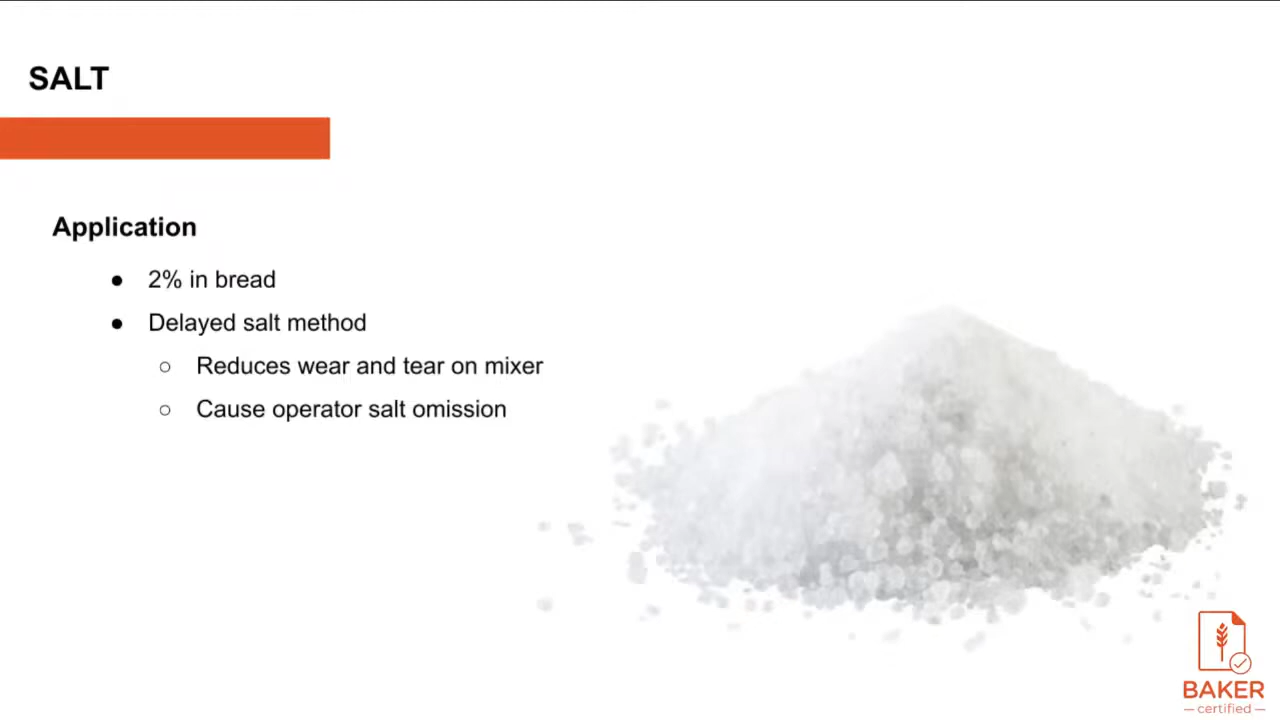 SALT
Application
● 2% in bread
● Delayed salt method
○ Reduces wear and tear on mixer
○ Cause operator salt omission
BAKER
certified